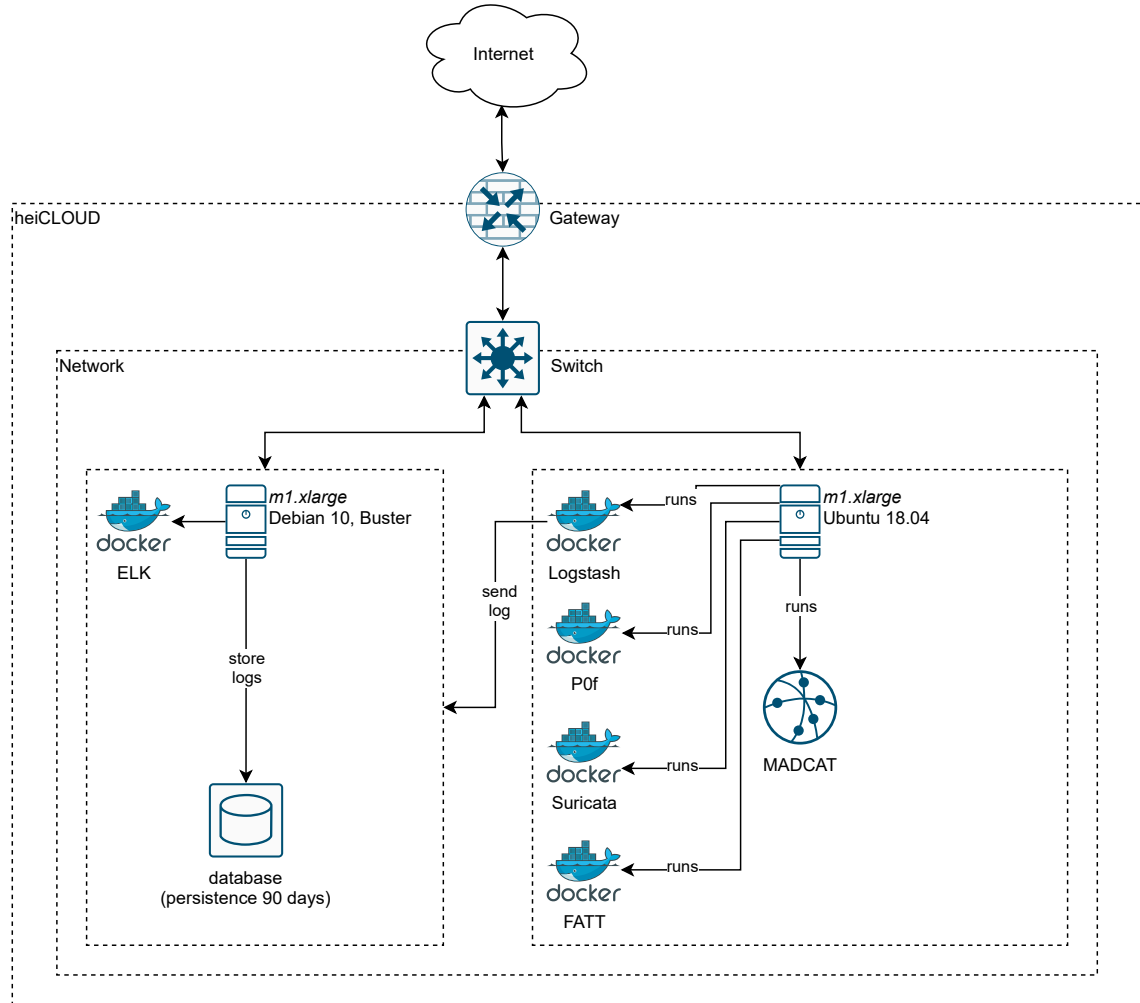 Internet
heiCLOUD
Gateway
Network
Switch
m1.xlarge
Debian 10, Buster
docker
ELK
store
logs
database
(persistence 90 days)
send
log
m1.xlarge
Ubuntu 18.04
runs
docker
Logstash
runs
docker
P0f
runs
docker
Suricata
runs
docker
FATT
runs
MADCAT